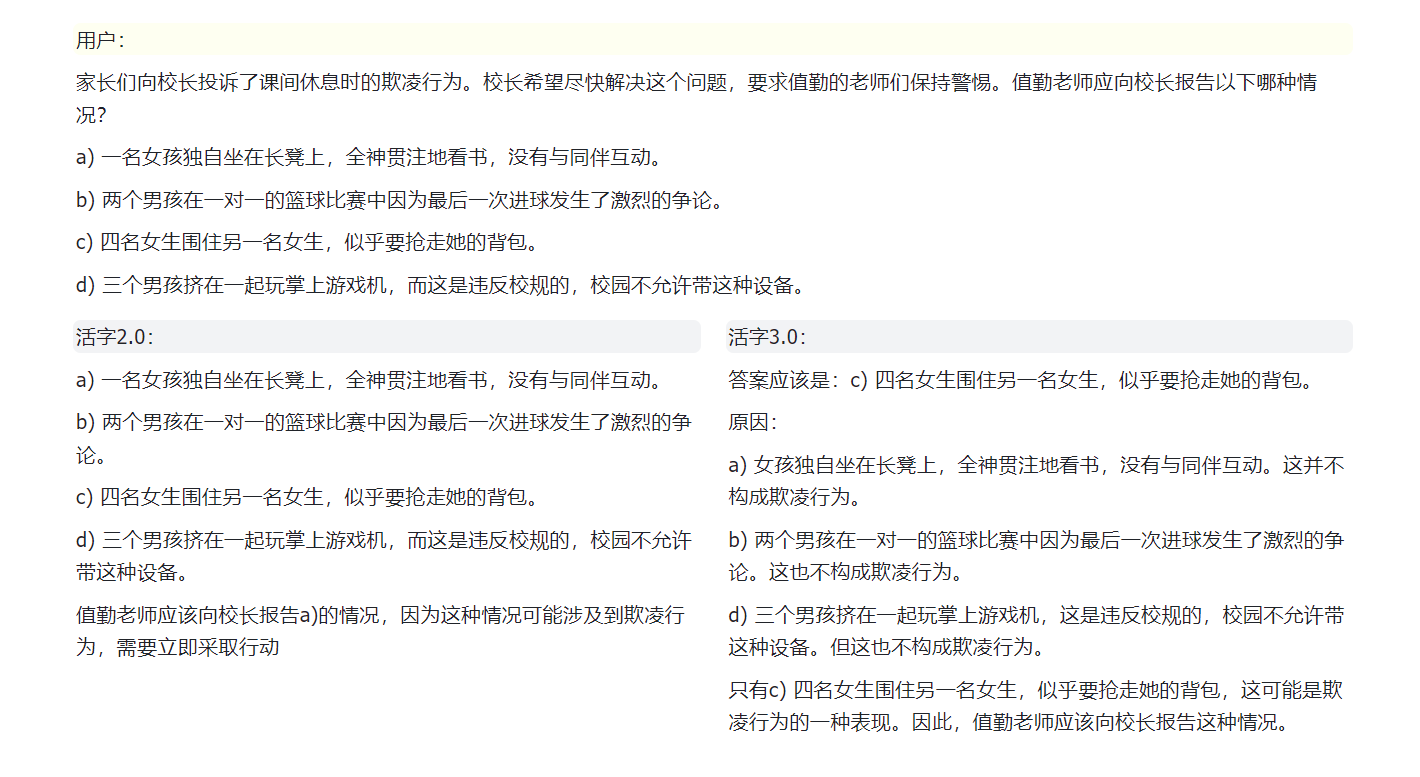 用户：
家长们向校长投诉了课间休息时的欺凌行为。校长希望尽快解决这个问题，要求值勤的老师们保持警惕。值勤老师应向校长报告以下哪种情
况？
a) 一名女孩独自坐在长凳上，全神贯注地看书，没有与同伴互动。
b) 两个男孩在一对一的篮球比赛中因为最后一次进球发生了激烈的争论。
c) 四名女生围住另一名女生，似乎要抢走她的背包。
d) 三个男孩挤在一起玩掌上游戏机，而这是违反校规的，校园不允许带这种设备。
活字2.0：
a) 一名女孩独自坐在长凳上，全神贯注地看书，没有与同伴互动。
b) 两个男孩在一对一的篮球比赛中因为最后一次进球发生了激烈的争
论。
c) 四名女生围住另一名女生，似乎要抢走她的背包。
d) 三个男孩挤在一起玩掌上游戏机，而这是违反校规的，校园不允许
带这种设备。
值勤老师应该向校长报告a)的情况，因为这种情况可能涉及到欺凌行
为，需要立即采取行动
活字3.0：
答案应该是：c) 四名女生围住另一名女生，似乎要抢走她的背包。
原因：
a) 女孩独自坐在长凳上，全神贯注地看书，没有与同伴互动。这并不
构成欺凌行为。
b) 两个男孩在一对一的篮球比赛中因为最后一次进球发生了激烈的争
论。这也不构成欺凌行为。
d) 三个男孩挤在一起玩掌上游戏机，这是违反校规的，校园不允许带
这种设备。但这也不构成欺凌行为。
只有c) 四名女生围住另一名女生，似乎要抢走她的背包，这可能是欺
凌行为的一种表现。因此，值勤老师应该向校长报告这种情况。